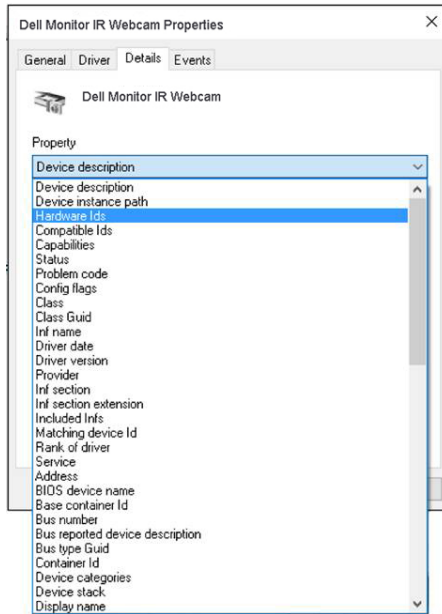 Dell Monitor IR Webcam Properties
General Driver Details Events
Dell Monitor IR Webcam
Property
Device description
Device description
Device instance path
Hardware Ids
Compatible Ids
Capabilities
Status
Problem code
Config flags
Class
Class Guid
Inf name
Driver date
Driver version
Provider
Inf section
Inf section extension
Included Infs
Matching device Id
Rank of driver
Service
Address
BIOS device name
Base container Id
Bus number
Bus reported device description
Bus type Guid
Container Id
Device categories
Device stack
Display name